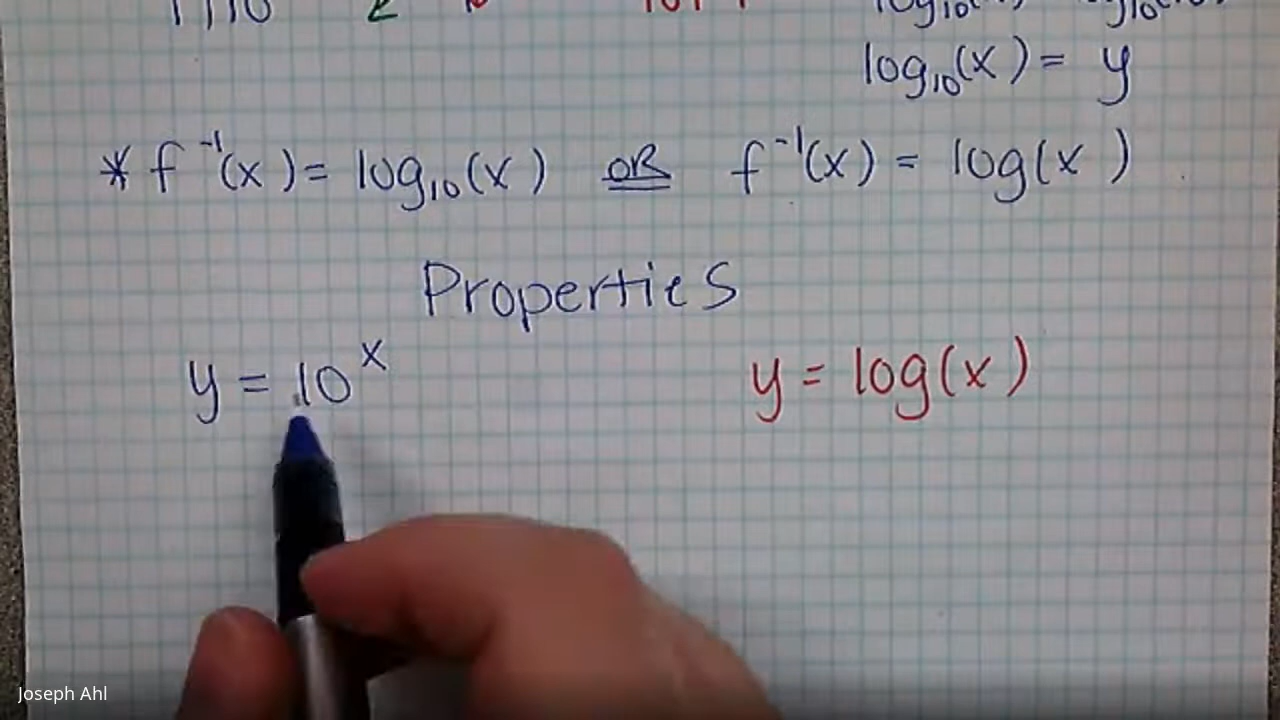 log₁₀(x) = y
* f⁻¹(x) = log₁₀(x) OR f⁻¹(x) = log(x)
Properties
y = 10ˣ y = log(x)
Joseph Ahl